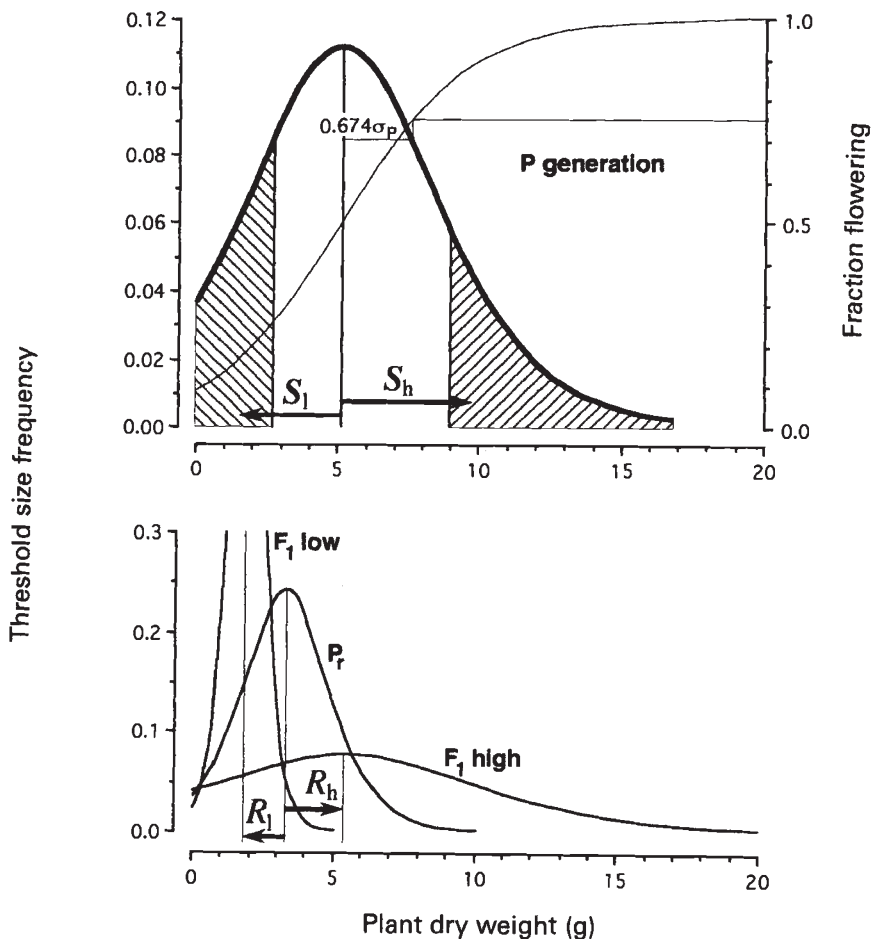 Threshold size frequency
0.12
0.10
0.08
0.06
0.04
0.02
0.00
0.674σP
P generation
Sl
Sh
1.0
0.5
0.0
Fraction flowering
0 5 10 15 20
0.3
0.2
0.1
0.0
F1 low
Pr
F1 high
Rh
Rl
0 5 10 15 20
Plant dry weight (g)